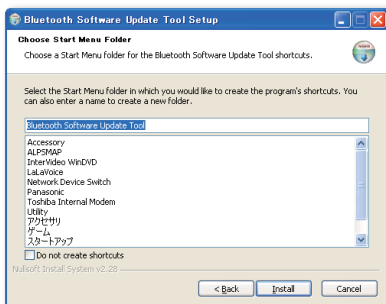 Bluetooth Software Update Tool Setup
Choose Start Menu Folder
Choose a Start Menu folder for the Bluetooth Software Update Tool shortcuts.
Select the Start Menu folder in which you would like to create the program's shortcuts. You
can also enter a name to create a new folder.
Bluetooth Software Update Tool
Accessory
ALPSMAP
InterVideo WinDVD
LaLaVoice
Network Device Switch
Panasonic
Toshiba Internal Modem
Utility
アクセサリ
ゲーム
スタートアップ
Do not create shortcuts
Nullsoft Install System v2.28
< Back
Install
Cancel